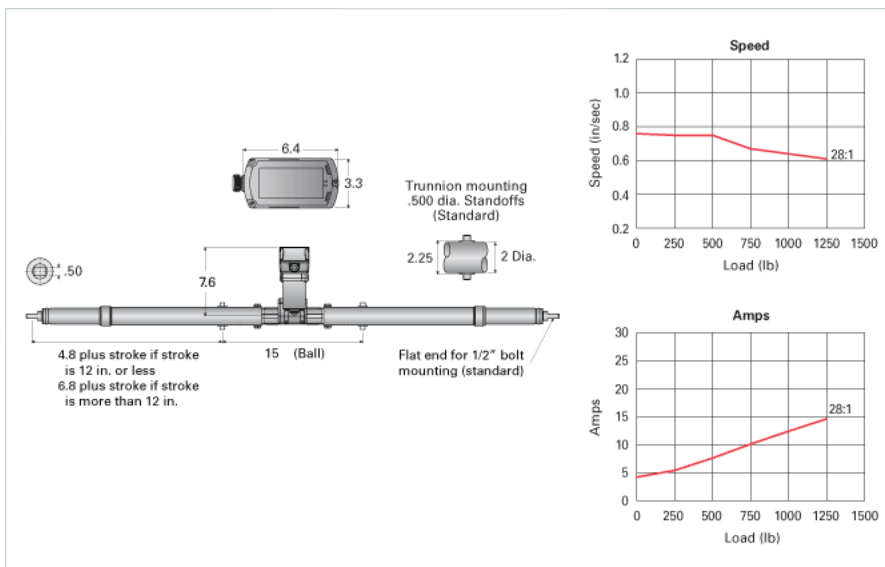 6.4
3.3
Trunnion mounting
.500 dia. Standoffs
(Standard)
2.25
2 Dia.
.50
7.6
15 (Ball)
4.8 plus stroke if stroke
is 12 in. or less
6.8 plus stroke if stroke
is more than 12 in.
Flat end for 1/2" bolt
mounting (standard)
Speed
Speed (in/sec)
1.2
1.0
0.8
0.6
0.4
0.2
28:1
0 250 500 750 1000 1250 1500
Load (lb)
Amps
Amps
30
25
20
15
10
5
0
28:1
0 250 500 750 1000 1250 1500
Load (lb)